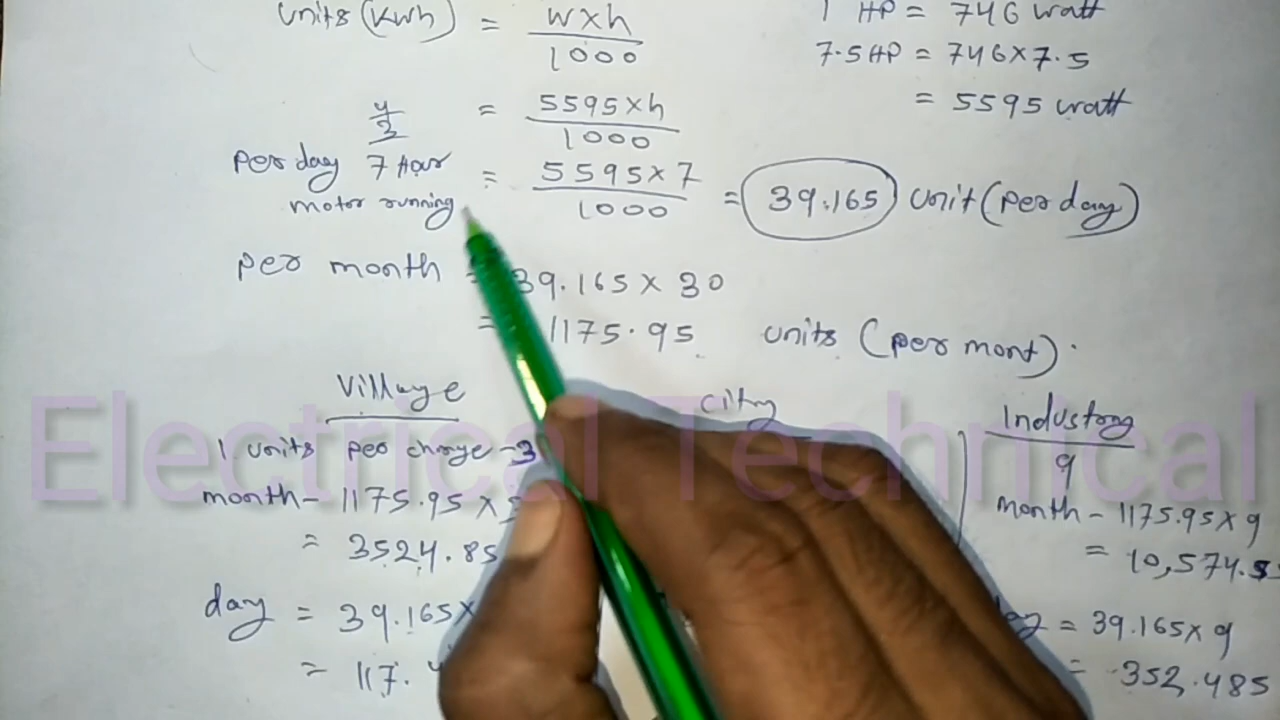 Units (Kwh) = W×h / 1000
1 HP = 746 watt
7.5 HP = 746×7.5
= 5595 watt
= 5595×h / 1000
Per day 7 Hour motor running = 5595×7 / 1000 = 39.165 Unit (Per day)
Per month = 39.165 × 30
= 1175.95 Units (per mont).
Village
1 units per charge - 3
month - 1175.95 × 3
= 3524.85
day = 39.165×
= 117.
City
Industory
9
month - 1175.95×9
= 10,574.
= 39.165×9
= 352.485
Electrical Technical